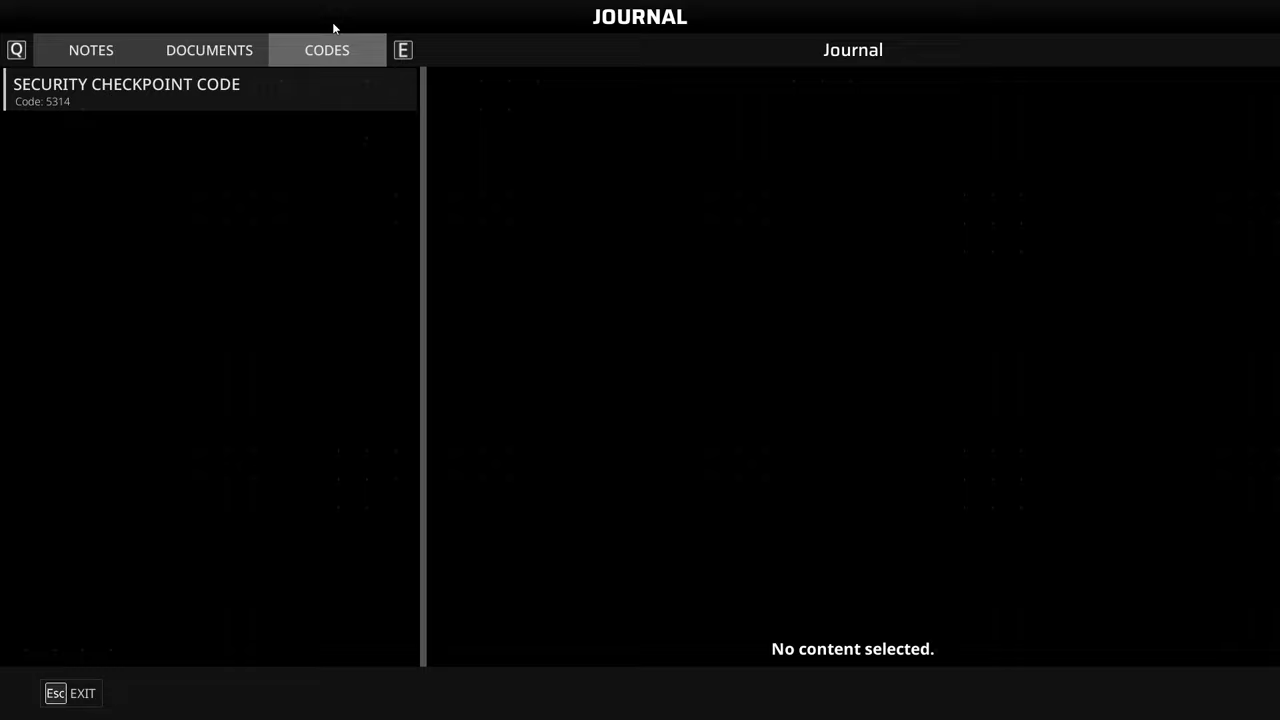 JOURNAL
Q NOTES DOCUMENTS CODES E
Journal
SECURITY CHECKPOINT CODE
Code: 5314
No content selected.
Esc EXIT